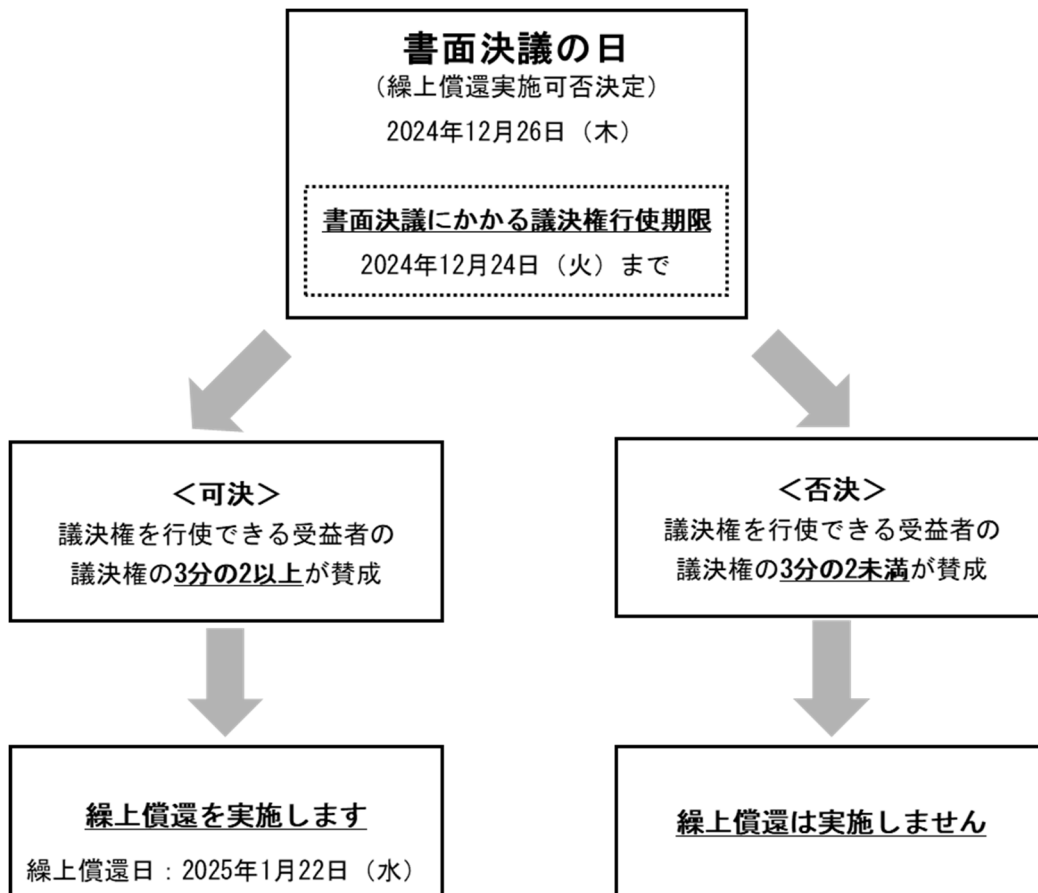 書面決議の日
（繰上償還実施可否決定）
2024年12月26日（木）
書面決議にかかる議決権行使期限
2024年12月24日（火）まで
＜可決＞
議決権を行使できる受益者の
議決権の3分の2以上が賛成
＜否決＞
議決権を行使できる受益者の
議決権の3分の2未満が賛成
繰上償還を実施します
繰上償還日：2025年1月22日（水）
繰上償還は実施しません